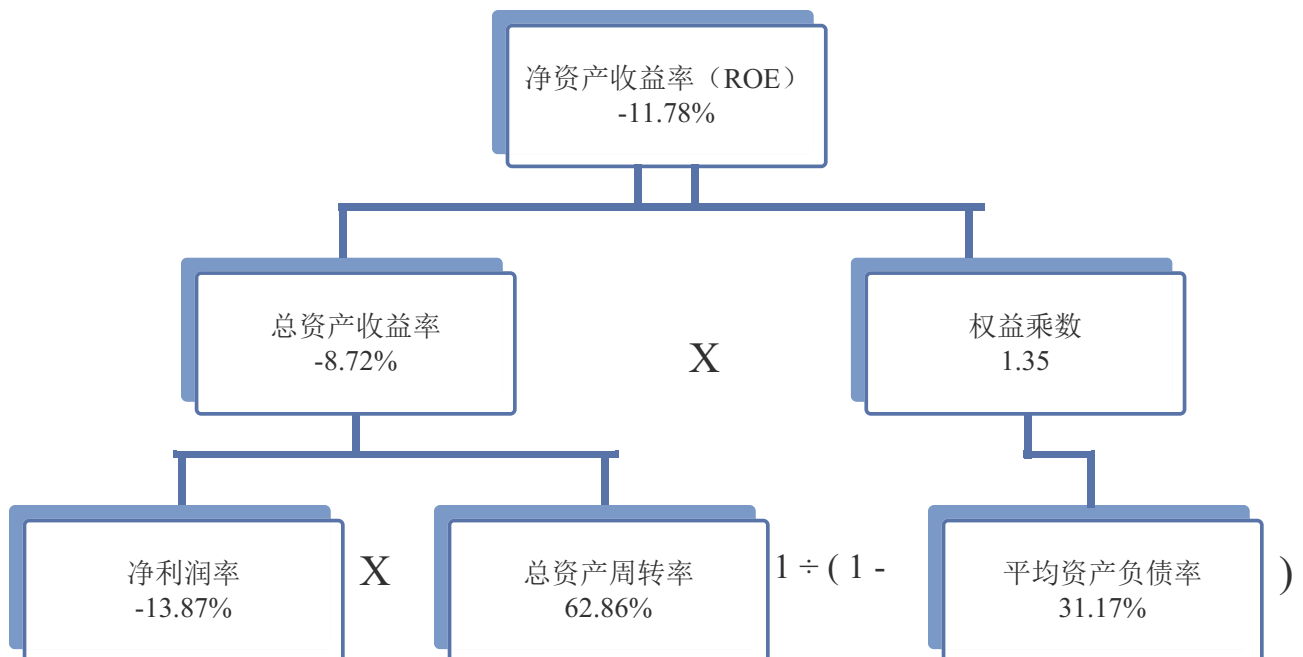 净资产收益率（ROE）
-11.78%
总资产收益率
-8.72%
X
权益乘数
1.35
净利润率
-13.87%
X
总资产周转率
62.86%
1 ÷ ( 1 -
平均资产负债率
31.17%
)